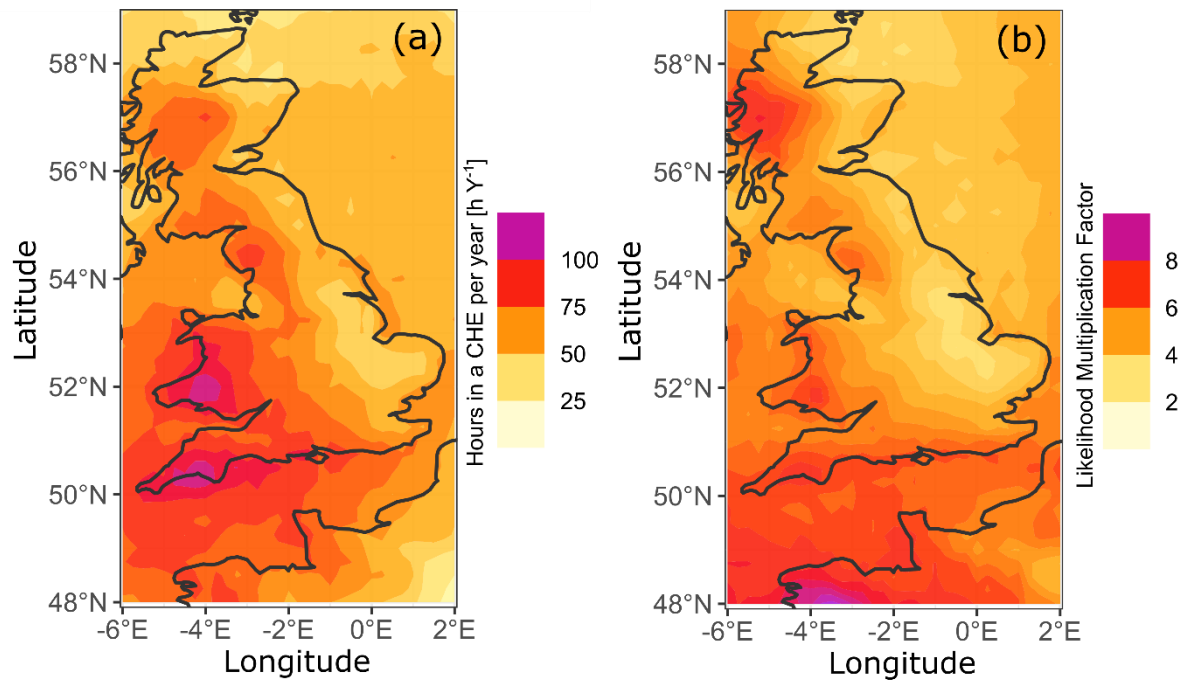 (a)
58°N
56°N
54°N
52°N
50°N
48°N
-6°E
-4°E
-2°E
0°E
2°E
Latitude
Longitude
Hours in a CHE per year [h Y⁻¹]
100
75
50
25
(b)
58°N
56°N
54°N
52°N
50°N
48°N
-6°E
-4°E
-2°E
0°E
2°E
Latitude
Longitude
Likelihood Multiplication Factor
8
6
4
2